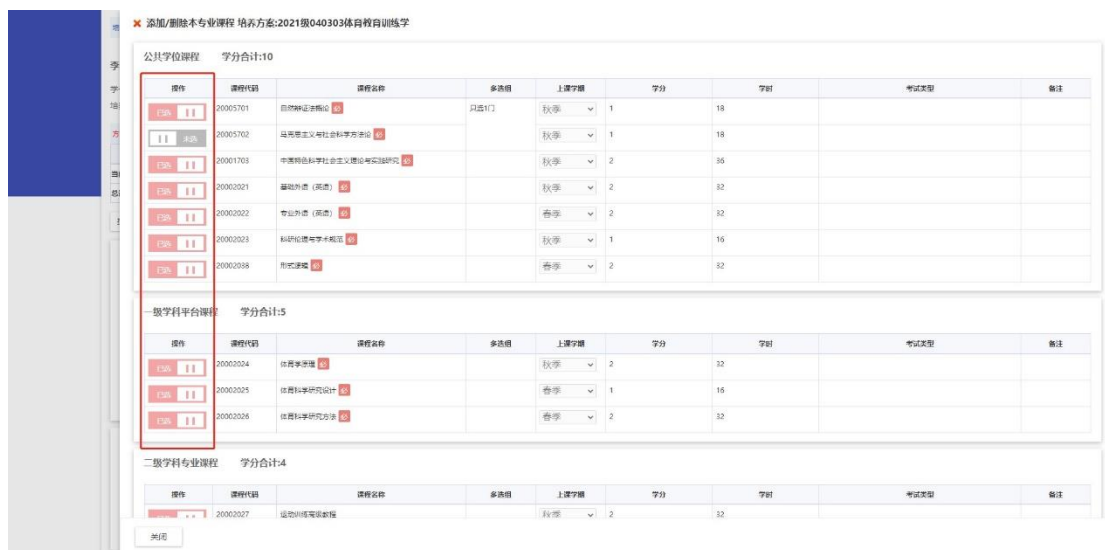 添加/删除本专业课程 培养方案:2021级040303体育教育训练学
公共学位课程 学分合计:10
操作 课程代码 课程名称 多选组 上课学期 学分 学时 考试类型 备注
已选 20005701 自然辩证法概论 必 只选1门 秋季 1 18
未选 20005702 马克思主义与社会科学方法论 必 秋季 1 18
已选 20001703 中国特色科学社会主义理论与实践研究 必 秋季 2 36
已选 20002021 基础外语（英语） 必 秋季 2 32
已选 20002022 专业外语（英语） 必 春季 2 32
已选 20002023 科研伦理与学术规范 必 秋季 1 16
已选 20002038 形式逻辑 必 春季 2 32
一级学科平台课程 学分合计:5
操作 课程代码 课程名称 多选组 上课学期 学分 学时 考试类型 备注
已选 20002024 体育学原理 必 秋季 2 32
已选 20002025 体育科学研究设计 必 春季 1 16
已选 20002026 体育科学研究方法 必 春季 2 32
二级学科专业课程 学分合计:4
操作 课程代码 课程名称 多选组 上课学期 学分 学时 考试类型 备注
20002027 运动训练高级教程 秋季 2 32
关闭